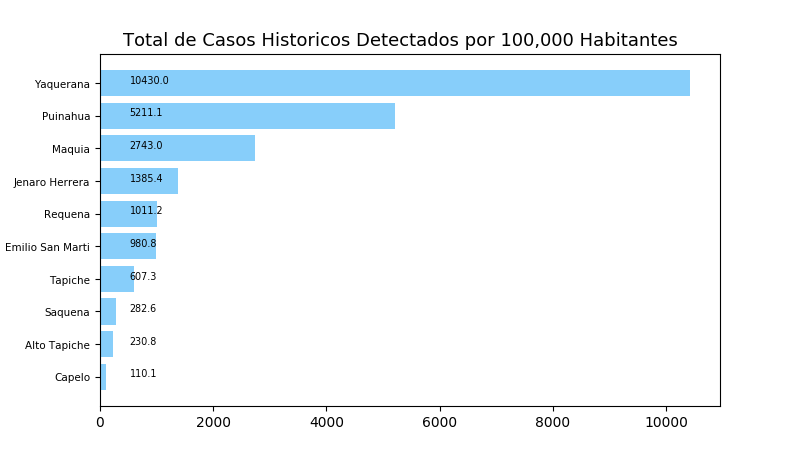 Total de Casos Historicos Detectados por 100,000 Habitantes
Yaquerana 10430.0
Puinahua 5211.1
Maquia 2743.0
Jenaro Herrera 1385.4
Requena 1011.2
Emilio San Marti 980.8
Tapiche 607.3
Saquena 282.6
Alto Tapiche 230.8
Capelo 110.1
0 2000 4000 6000 8000 10000